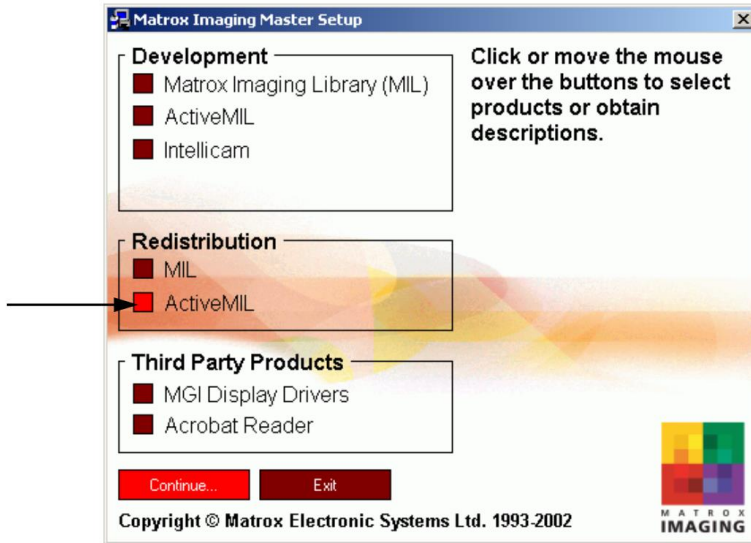 Matrox Imaging Master Setup
Development
Matrox Imaging Library (MIL)
ActiveMIL
Intellicam
Click or move the mouse
over the buttons to select
products or obtain
descriptions.
Redistribution
MIL
ActiveMIL
Third Party Products
MGI Display Drivers
Acrobat Reader
Continue...
Exit
Copyright © Matrox Electronic Systems Ltd. 1993-2002
MATROX
IMAGING